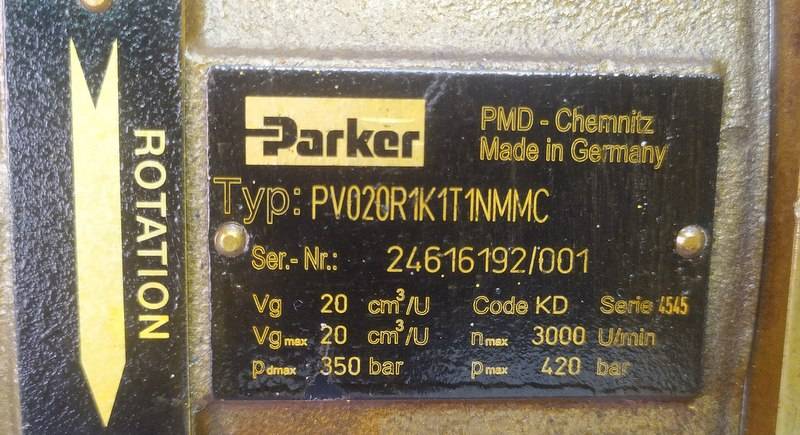 ROTATION
Parker
PMD - Chemnitz
Made in Germany
Typ: PV020R1K1T1NMMC
Ser.- Nr.: 24616192/001
Vg 20 cm³/U Code KD Serie 4545
Vgmax 20 cm³/U nmax 3000 U/min
pdmax 350 bar pmax 420 bar